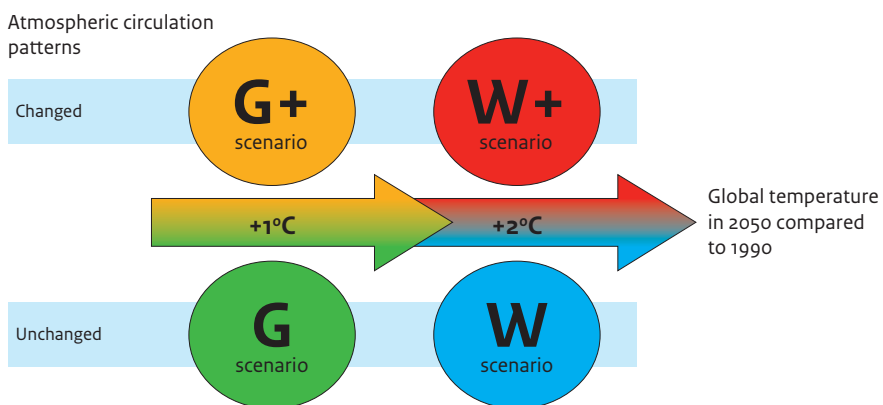 Atmospheric circulation
patterns
Changed
G+
scenario
W+
scenario
+1°C
+2°C
Global temperature
in 2050 compared
to 1990
Unchanged
G
scenario
W
scenario